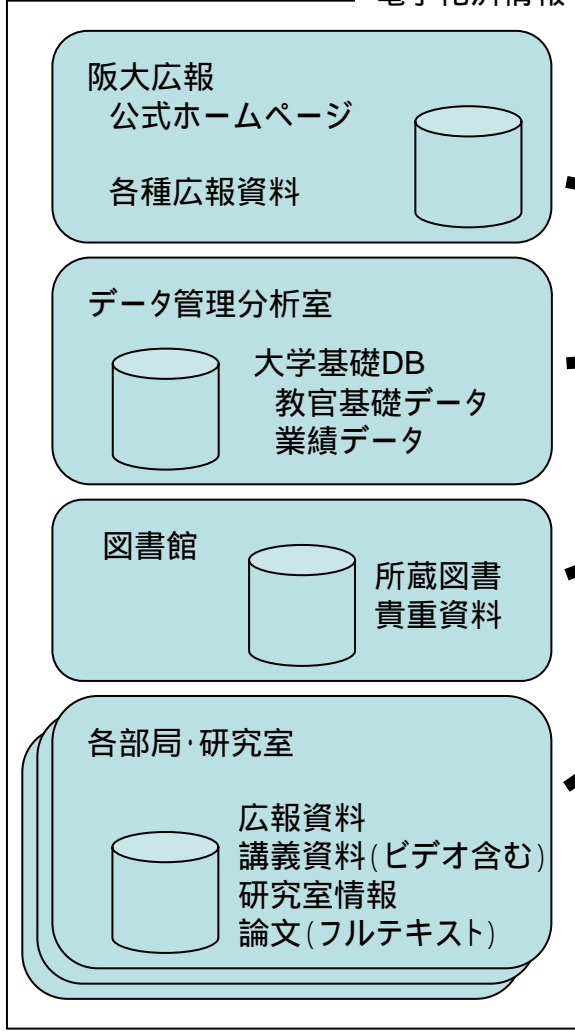 阪大広報
公式ホームページ
各種広報資料
データ管理分析室
大学基礎DB
教官基礎データ
業績データ
図書館
所蔵図書
貴重資料
各部局・研究室
広報資料
講義資料(ビデオ含む)
研究室情報
論文(フルテキスト)